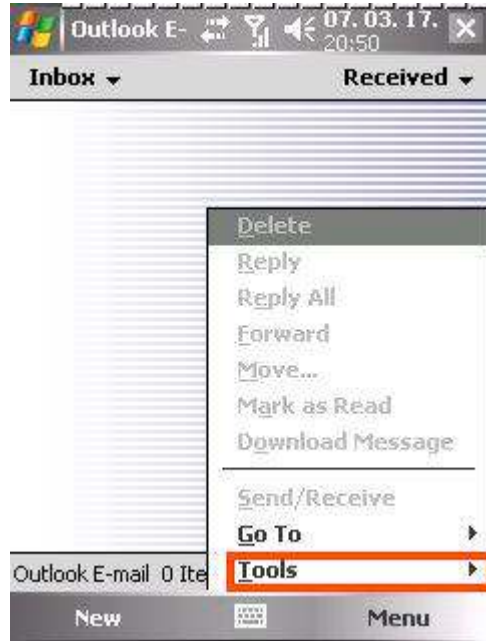 Outlook E- 07. 03. 17.
20:50
Inbox Received
Delete
Reply
Reply All
Forward
Move...
Mark as Read
Download Message
Send/Receive
Go To
Tools
Outlook E-mail 0 Ite
New Menu